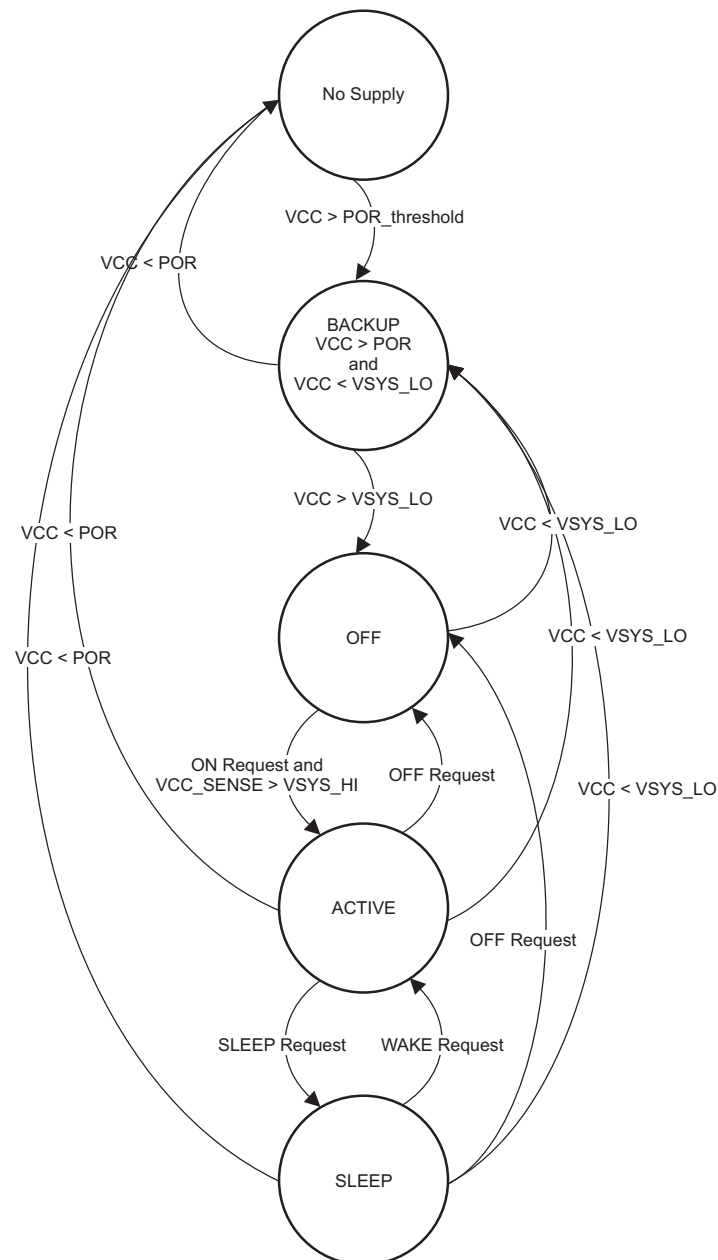 No Supply
VCC > POR_threshold
VCC < POR
BACKUP
VCC > POR
and
VCC < VSYS_LO
VCC > VSYS_LO
VCC < VSYS_LO
VCC < POR
OFF
VCC < VSYS_LO
VCC < POR
ON Request and
VCC_SENSE > VSYS_HI
OFF Request
VCC < VSYS_LO
ACTIVE
OFF Request
SLEEP Request
WAKE Request
SLEEP